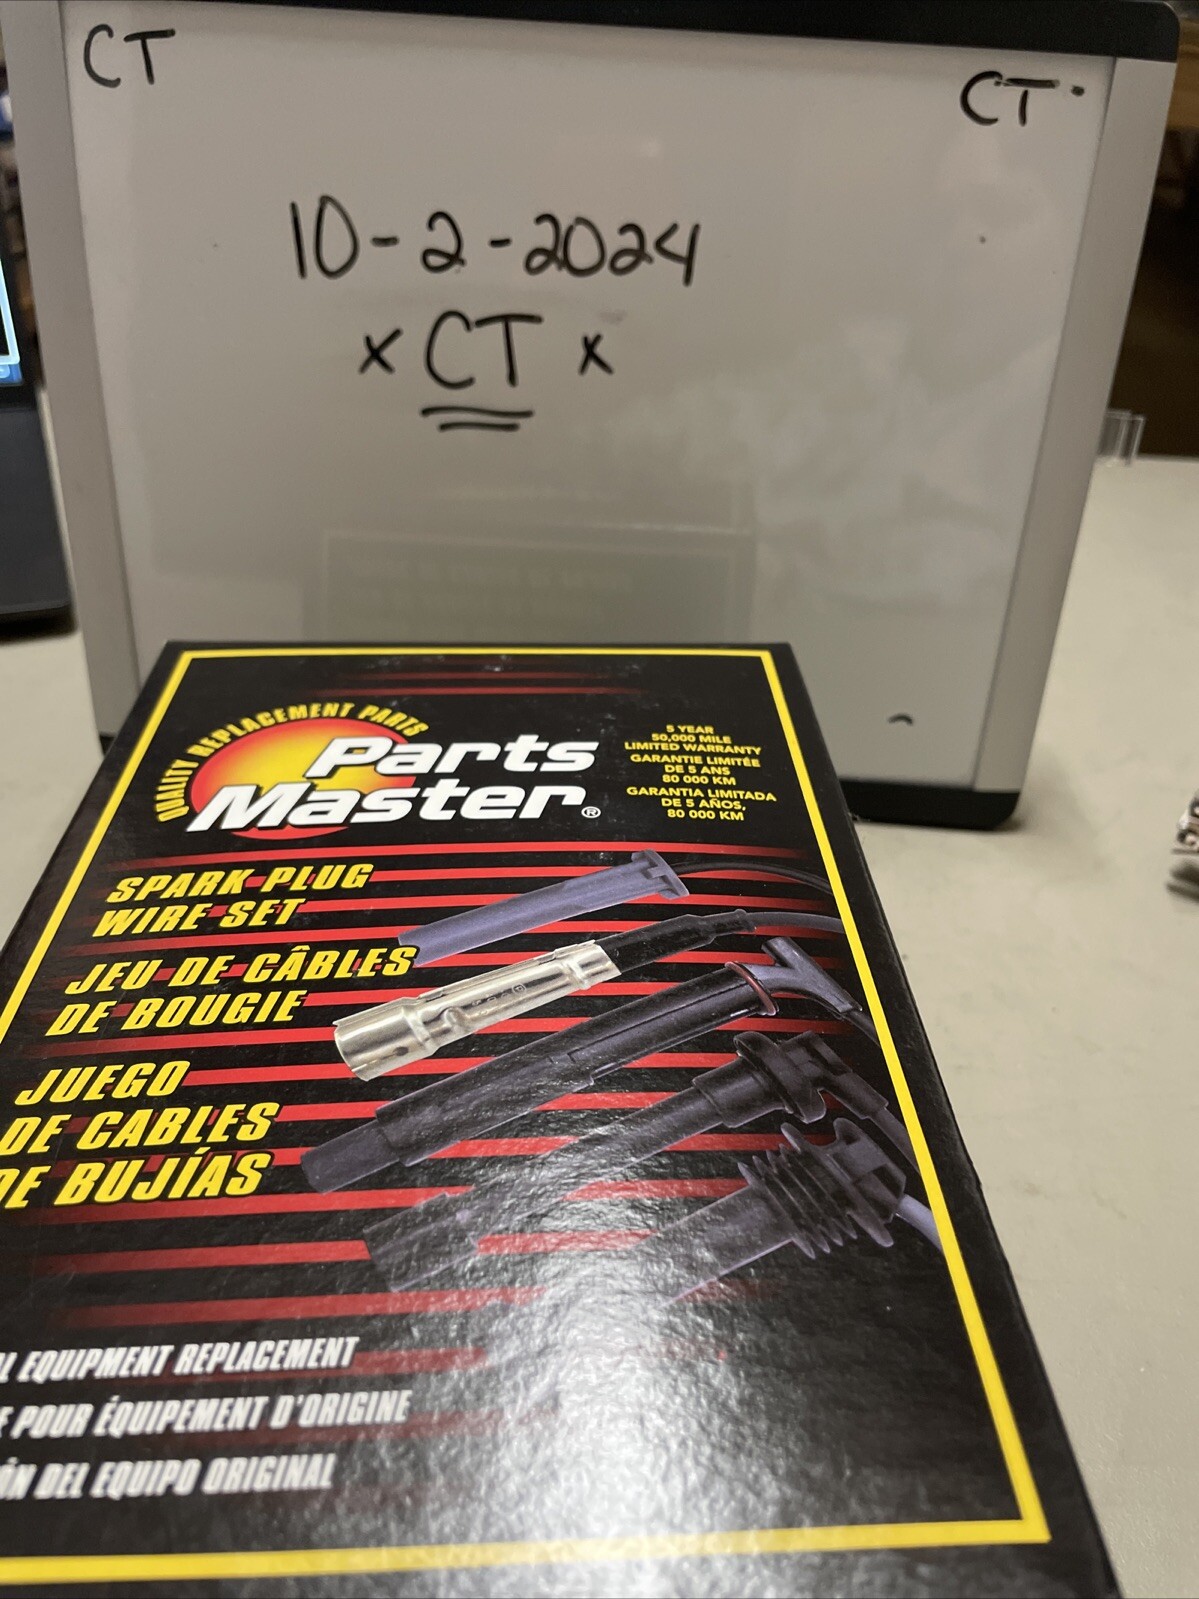 CT
CT.
10-2-2024
x CT x
QUALITY REPLACEMENT PARTS
Parts
Master®
5 YEAR
50,000 MILE
LIMITED WARRANTY
GARANTIE LIMITÉE
DE 5 ANS
80 000 KM
GARANTIA LIMITADA
DE 5 AÑOS,
80 000 KM
SPARK PLUG
WIRE SET
JEU DE CÂBLES
DE BOUGIE
JUEGO
DE CABLES
DE BUJÍAS
EQUIPMENT REPLACEMENT
POUR ÉQUIPEMENT D'ORIGINE
DEL EQUIPO ORIGINAL